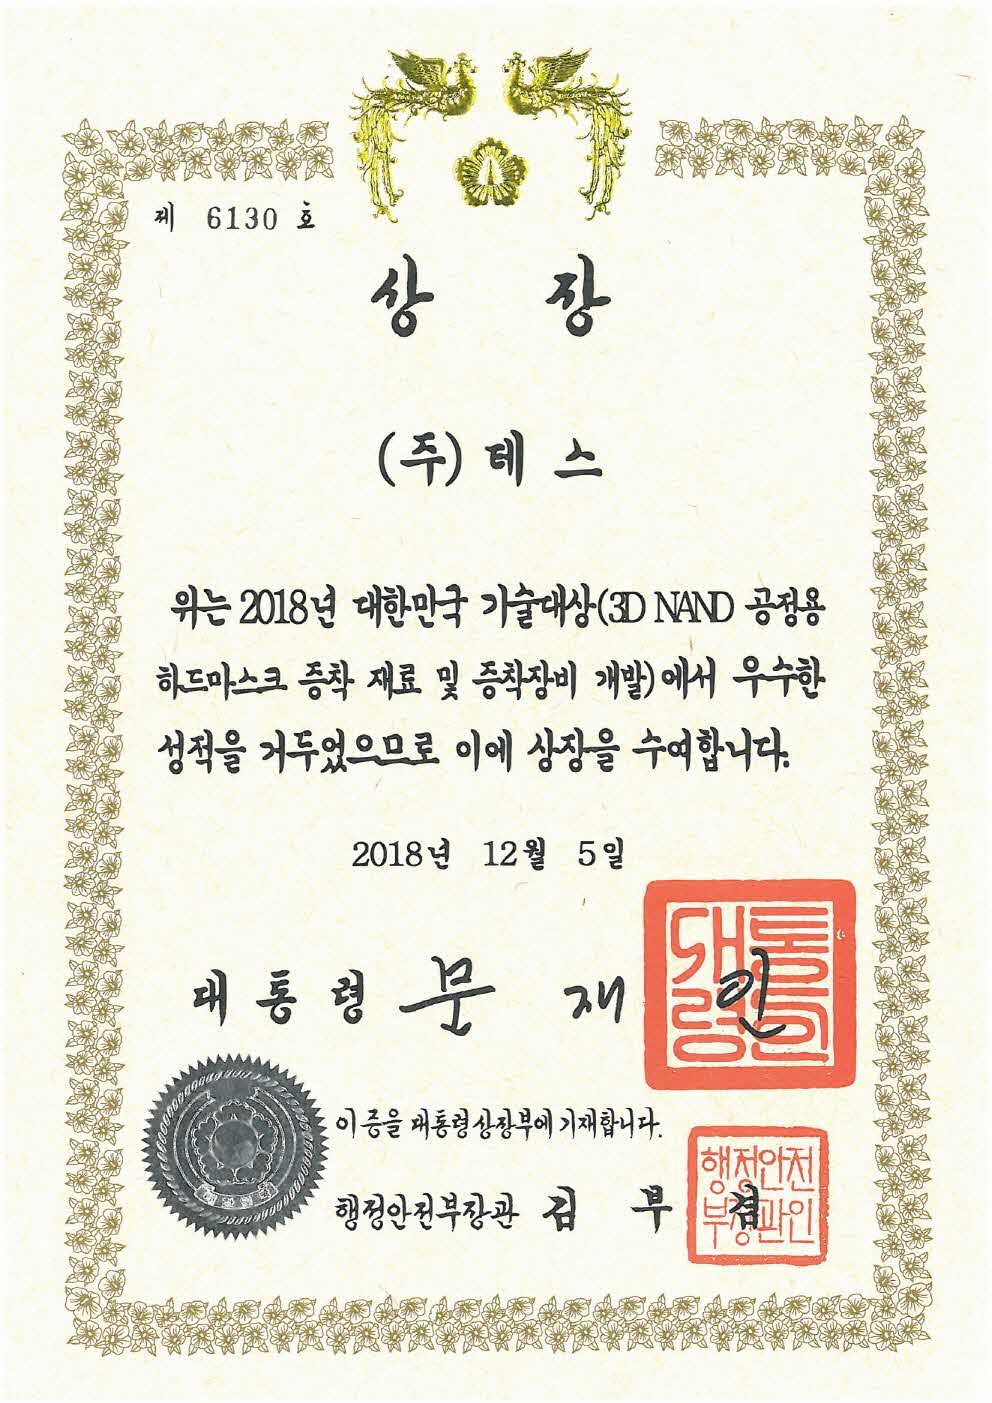 제 6130 호
상 장
(주) 테 스
위는 2018년 대한민국 기술대상(3D NAND 공정용
하드마스크 증착 재료 및 증착장비 개발)에서 우수한
성적을 거두었으므로 이에 상장을 수여합니다.
2018년 12월 5일
대통령 문 재 인
대통령인
이 증을 대통령상장부에 기재합니다.
행정안전부장관 김 부 겸
행정안전
부장관인